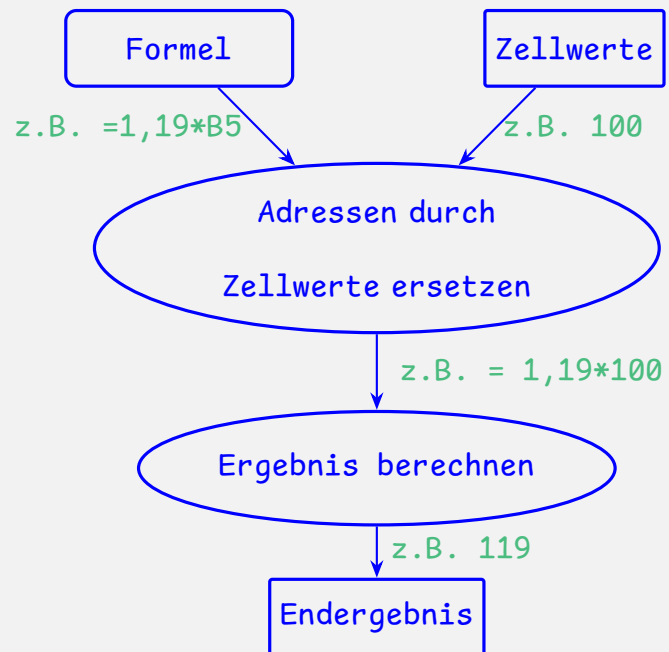 Formel
Zellwerte
z.B. =1,19*B5
z.B. 100
Adressen durch
Zellwerte ersetzen
z.B. = 1,19*100
Ergebnis berechnen
z.B. 119
Endergebnis